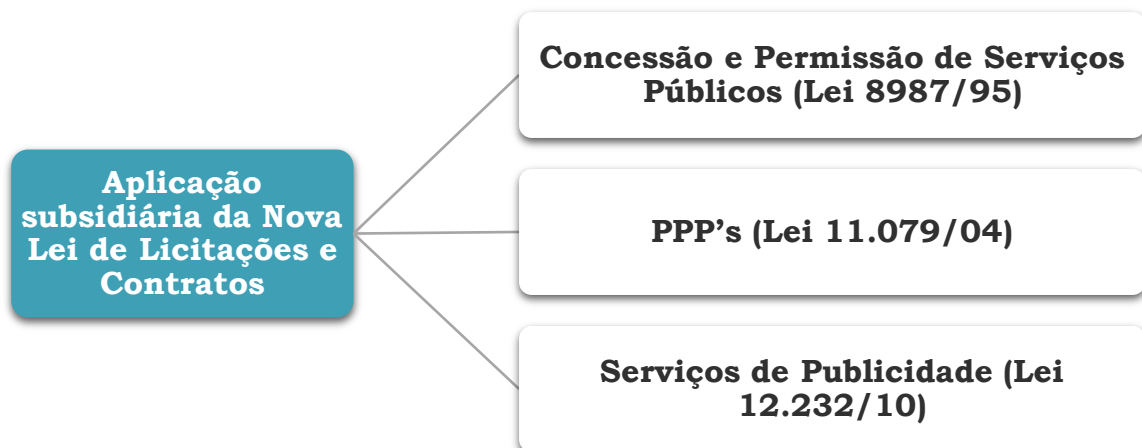 Aplicação
subsidiária da Nova
Lei de Licitações e
Contratos
Concessão e Permissão de Serviços
Públicos (Lei 8987/95)
PPP's (Lei 11.079/04)
Serviços de Publicidade (Lei
12.232/10)